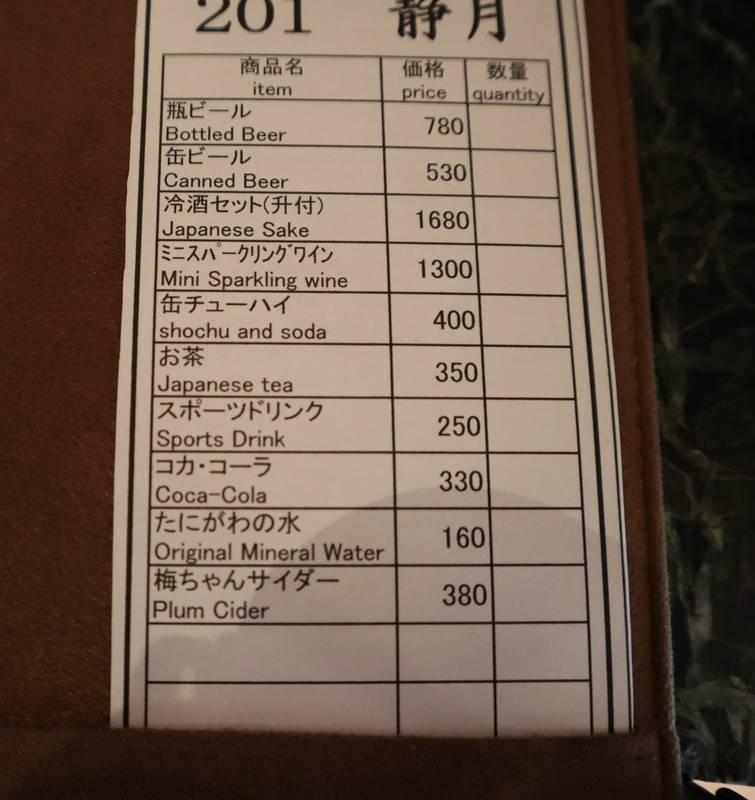 201 静月
商品名 価格 数量
item price quantity
瓶ビール
Bottled Beer 780
缶ビール
Canned Beer 530
冷酒セット(升付)
Japanese Sake 1680
ミニスパークリングワイン
Mini Sparkling wine 1300
缶チューハイ
shochu and soda 400
お茶
Japanese tea 350
スポーツドリンク
Sports Drink 250
コカ・コーラ
Coca-Cola 330
たにがわの水
Original Mineral Water 160
梅ちゃんサイダー
Plum Cider 380